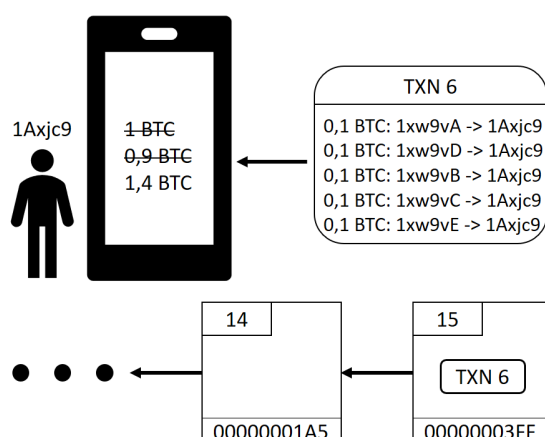 TXN 6
1Axjc9
1 BTC
0,9 BTC
1,4 BTC
0,1 BTC: 1xw9vA -> 1Axjc9
0,1 BTC: 1xw9vD -> 1Axjc9
0,1 BTC: 1xw9vB -> 1Axjc9
0,1 BTC: 1xw9vC -> 1Axjc9
0,1 BTC: 1xw9vE -> 1Axjc9
14
15
TXN 6
00000001A5